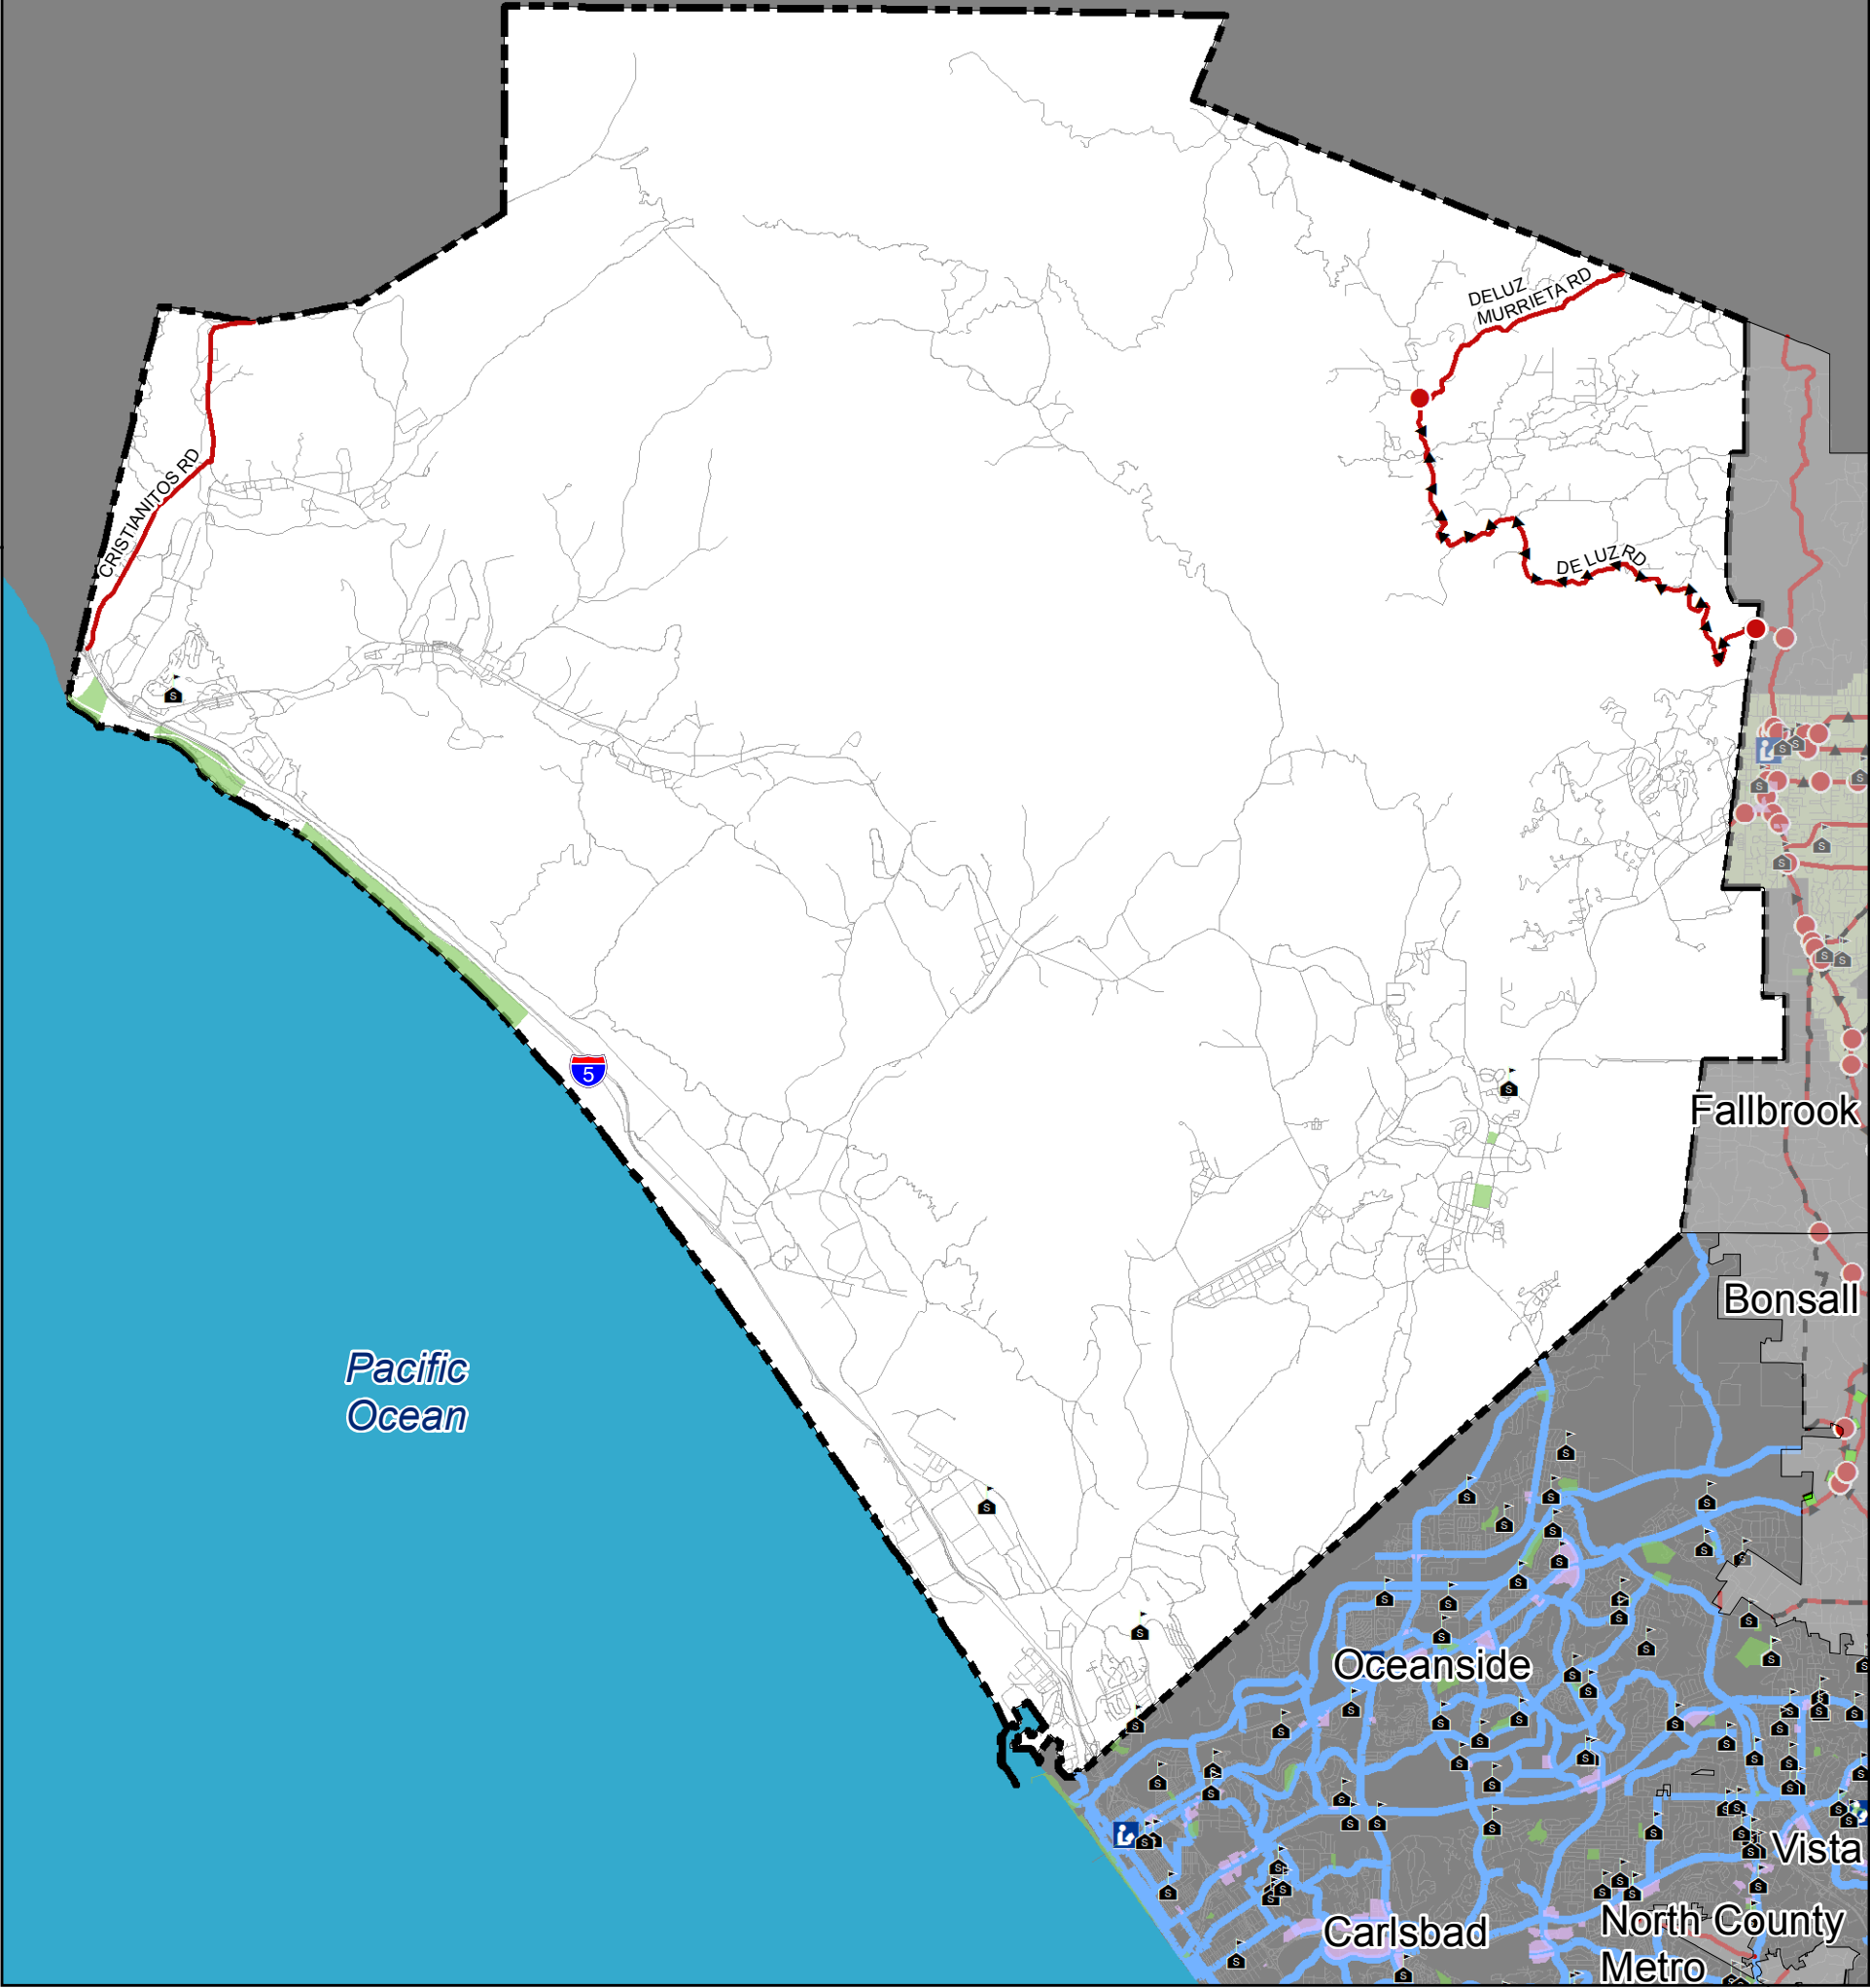 DELUZ
MURRIETA RD
CRISTIANITOS RD
DE LUZ RD
5
Fallbrook
Bonsall
Pacific
Ocean
Oceanside
Vista
Carlsbad
North County
Metro